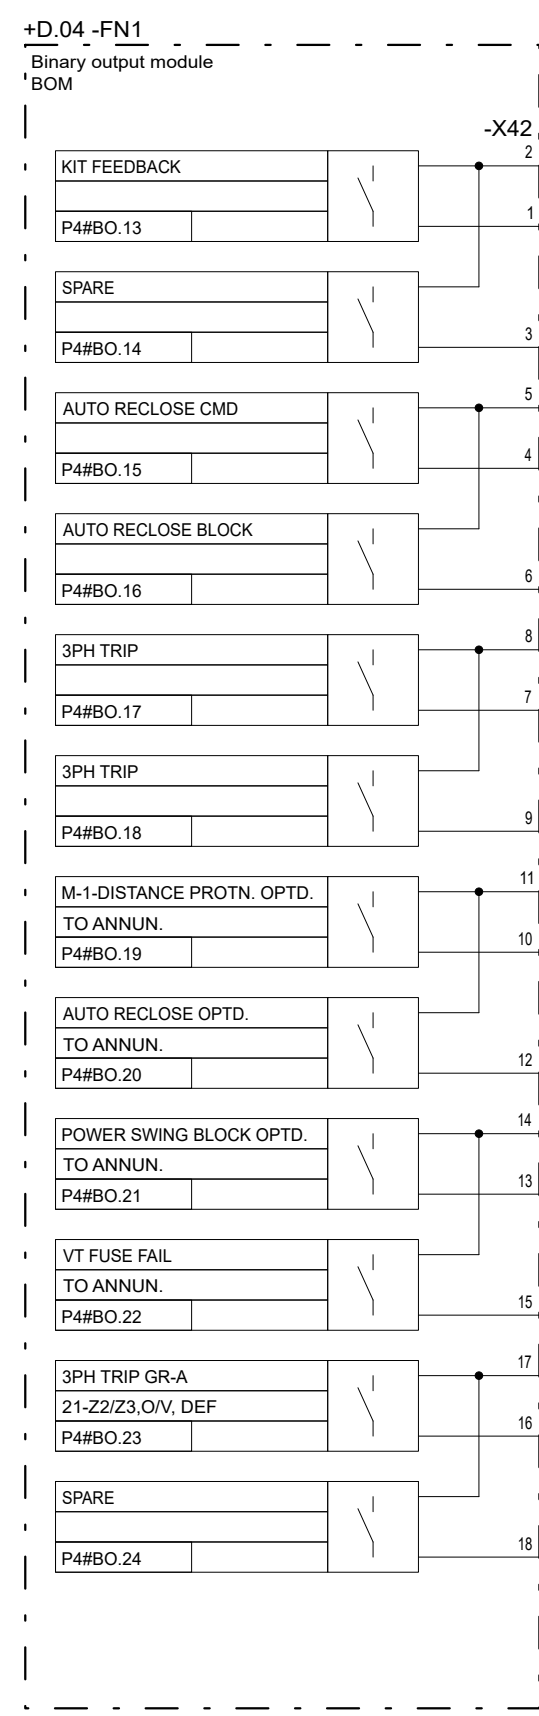 +D.04 -FN1
Binary output module
BOM
-X42
2
KIT FEEDBACK
1
P4#BO.13
SPARE
3
P4#BO.14
5
AUTO RECLOSE CMD
4
P4#BO.15
AUTO RECLOSE BLOCK
6
P4#BO.16
8
3PH TRIP
7
P4#BO.17
3PH TRIP
9
P4#BO.18
11
M-1-DISTANCE PROTN. OPTD.
TO ANNUN.
10
P4#BO.19
AUTO RECLOSE OPTD.
TO ANNUN.
12
P4#BO.20
14
POWER SWING BLOCK OPTD.
TO ANNUN.
13
P4#BO.21
VT FUSE FAIL
TO ANNUN.
15
P4#BO.22
17
3PH TRIP GR-A
21-Z2/Z3,O/V, DEF
16
P4#BO.23
SPARE
18
P4#BO.24